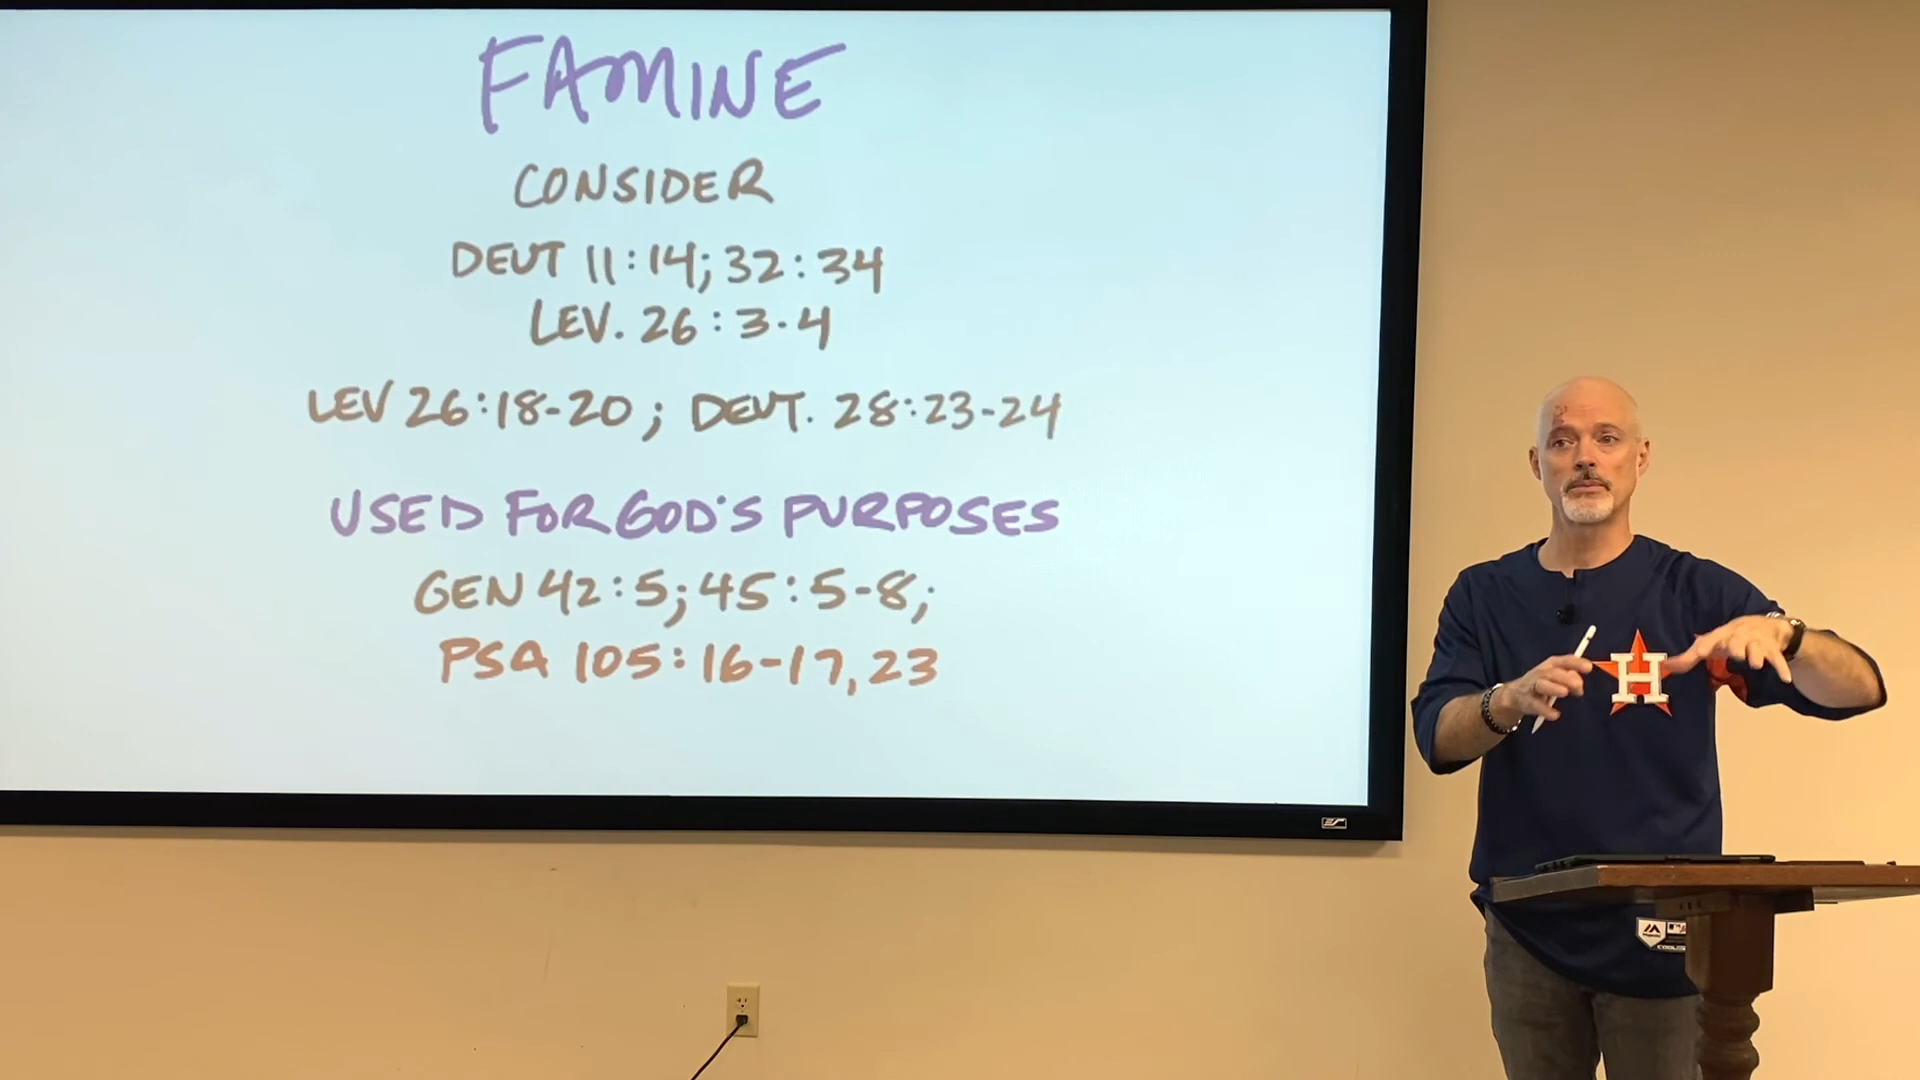 FAMINE
CONSIDER
DEUT 11:14; 32:34
LEV. 26:3-4
LEV 26:18-20; DEUT. 28:23-24
USED FOR GOD'S PURPOSES
GEN 42:5; 45:5-8;
PSA 105:16-17, 23
H